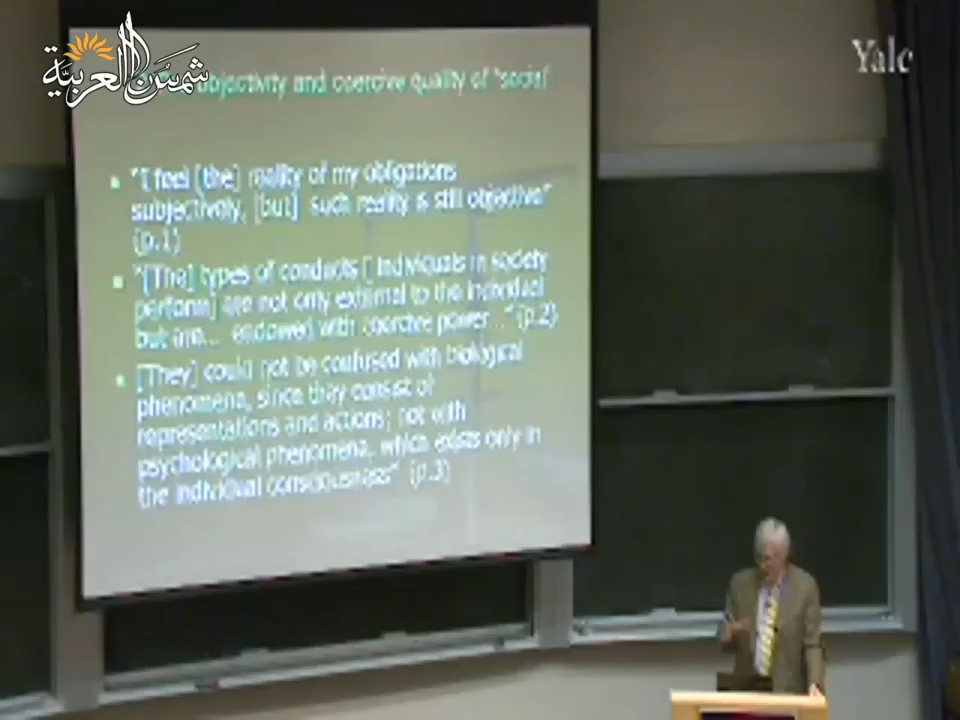 شمس العربية
Yale
objectivity and coercive quality of "social"
"I feel [the] reality of my obligations
subjectively, [but] such reality is still objective"
(p.1)
"[The] types of conducts [ individuals in society
perform] are not only external to the individual
but are... endowed with coercive power..." (p.2)
[They] could not be confused with biological
phenomena, since they consist of
representations and actions; not with
psychological phenomena, which exists only in
the individual consciousness" (p.3)